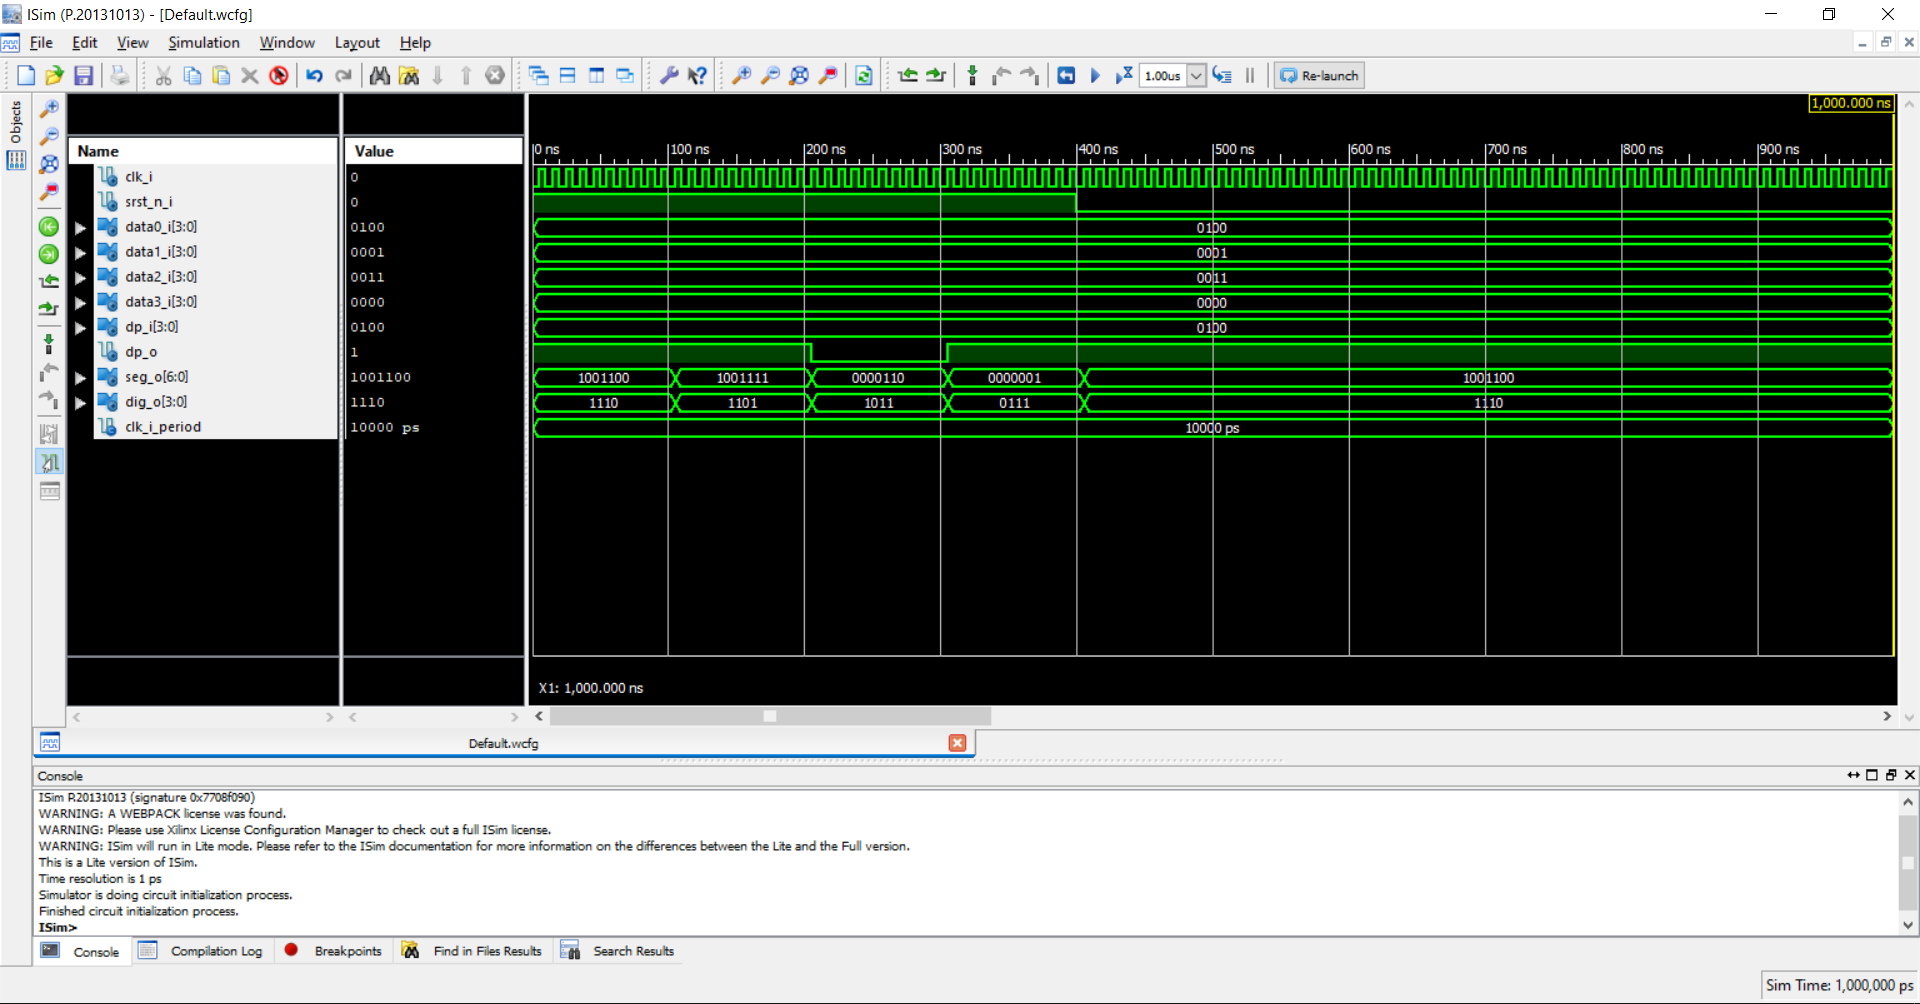 ISim (P.20131013) - [Default.wcfg]
File Edit View Simulation Window Layout Help
1.00us Re-launch
Objects
1,000.000 ns
Name Value
0 ns 100 ns 200 ns 300 ns 400 ns 500 ns 600 ns 700 ns 800 ns 900 ns
clk_i 0
srst_n_i 0
data0_i[3:0] 0100 0100
data1_i[3:0] 0001 0001
data2_i[3:0] 0011 0011
data3_i[3:0] 0000 0000
dp_i[3:0] 0100 0100
dp_o 1
seg_o[6:0] 1001100 1001100 1001111 0000110 0000001 1001100
dig_o[3:0] 1110 1110 1101 1011 0111 1110
clk_i_period 10000 ps 10000 ps
X1: 1,000.000 ns
Default.wcfg
Console
ISim P.20131013 (signature 0x7708f090)
WARNING: A WEBPACK license was found.
WARNING: Please use Xilinx License Configuration Manager to check out a full ISim license.
WARNING: ISim will run in Lite mode. Please refer to the ISim documentation for more information on the differences between the Lite and the Full version.
This is a Lite version of ISim.
Time resolution is 1 ps
Simulator is doing circuit initialization process.
Finished circuit initialization process.
ISim>
Console Compilation Log Breakpoints Find in Files Results Search Results
Sim Time: 1,000,000 ps